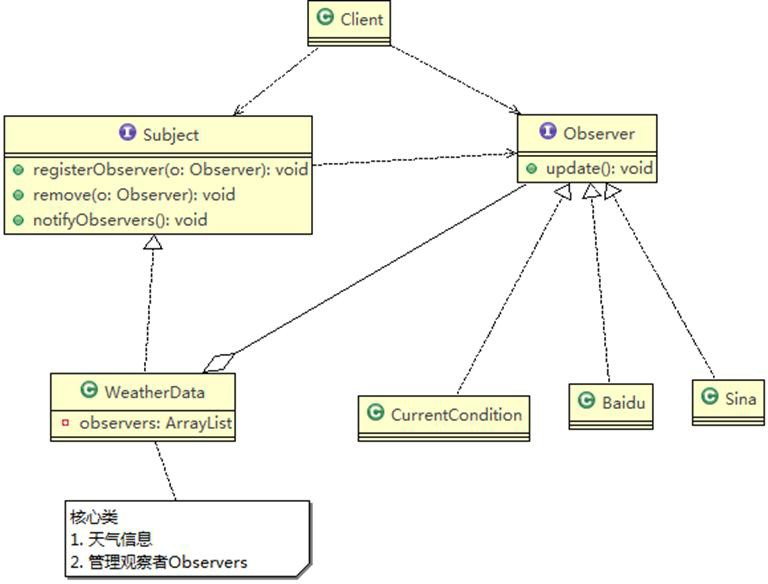 I
C Client
I Subject
registerObserver(o: Observer): void
remove(o: Observer): void
notifyObservers(): void
I Observer
update(): void
C WeatherData
observers: ArrayList
C CurrentCondition
C Baidu
C Sina
核心类
1. 天气信息
2. 管理观察者Observers